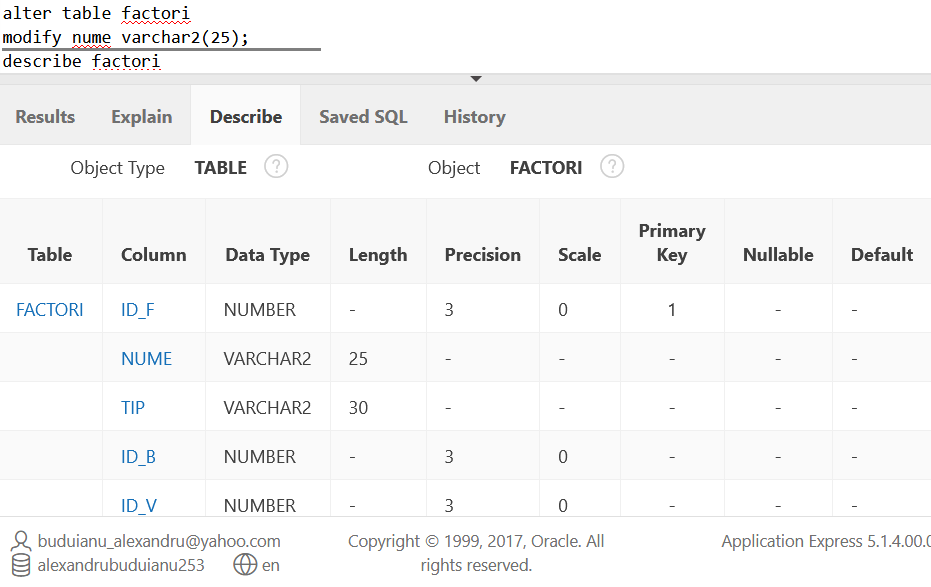 alter table factori
modify nume varchar2(25);
describe factori
Results Explain Describe Saved SQL History
Object Type TABLE ? Object FACTORI ?
Table Column Data Type Length Precision Scale Primary Key Nullable Default
FACTORI ID_F NUMBER - 3 0 1 - -
NUME VARCHAR2 25 - - - - -
TIP VARCHAR2 30 - - - - -
ID_B NUMBER - 3 0 - - -
ID_V NUMBER - 3 0 - - -
buduianu_alexandru@yahoo.com Copyright © 1999, 2017, Oracle. All Application Express 5.1.4.00.0
alexandrubuduianu253 en rights reserved.